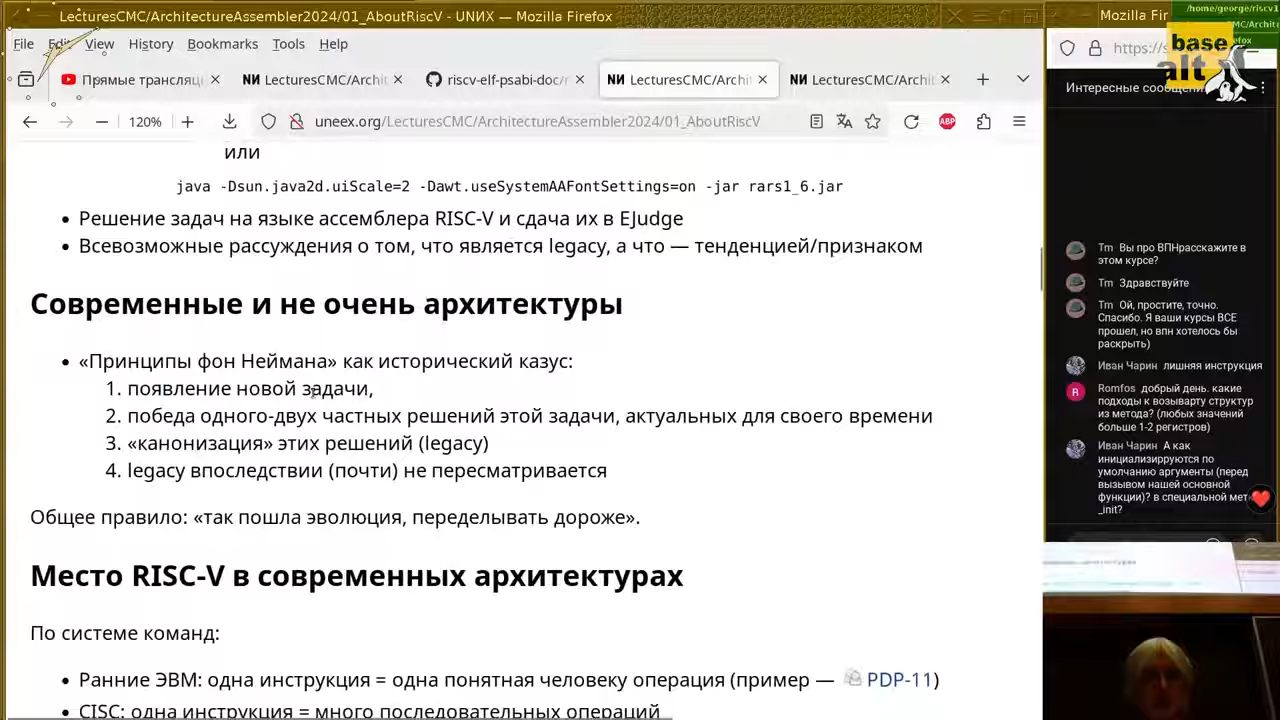 LecturesCMC/ArchitectureAssembler2024/01_AboutRiscV - UNИX — Mozilla Firefox
Mozilla Fir
/home/george/riscv1
base
alt
File Edit View History Bookmarks Tools Help
Прямые трансляц
LecturesCMC/Archit
riscv-elf-psabi-doc/r
LecturesCMC/Archit
LecturesCMC/Archit
https://s
120%
uneex.org/LecturesCMC/ArchitectureAssembler2024/01_AboutRiscV
ABP
Интересные сообщен
или
java -Dsun.java2d.uiScale=2 -Dawt.useSystemAAFontSettings=on -jar rars1_6.jar
• Решение задач на языке ассемблера RISC-V и сдача их в EJudge
• Всевозможные рассуждения о том, что является legacy, а что — тенденцией/признаком
Современные и не очень архитектуры
• «Принципы фон Неймана» как исторический казус:
1. появление новой задачи,
2. победа одного-двух частных решений этой задачи, актуальных для своего времени
3. «канонизация» этих решений (legacy)
4. legacy впоследствии (почти) не пересматривается
Общее правило: «так пошла эволюция, переделывать дороже».
Место RISC-V в современных архитектурах
По системе команд:
• Ранние ЭВМ: одна инструкция = одна понятная человеку операция (пример — PDP-11)
• CISC: одна инструкция = много последовательных операций
Tm Вы про ВПНрасскажите в
этом курсе?
Tm Здравствуйте
Tm Ой, простите, точно.
Спасибо. Я ваши курсы ВСЕ
прошел, но впн хотелось бы
раскрыть)
Иван Чарин лишняя инструкция
R
Romfos добрый день. какие
подходы к возыварту структур
из метода? (любых значений
больше 1-2 регистров)
Иван Чарин А как
инициализирруются по
умолчанию аргументы (перед
вызывом нашей основной
функции)? в специальной мет
_init?